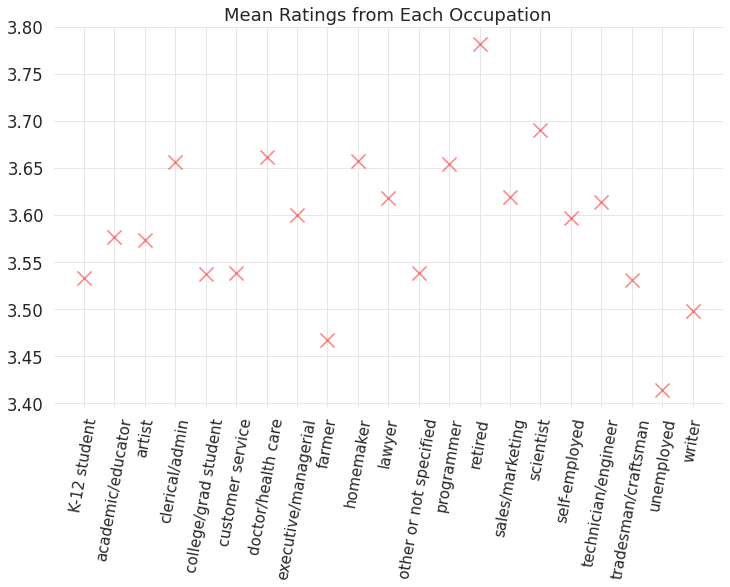 Mean Ratings from Each Occupation
3.80
3.75
3.70
3.65
3.60
3.55
3.50
3.45
3.40
K-12 student
academic/educator
artist
clerical/admin
college/grad student
customer service
doctor/health care
executive/managerial
farmer
homemaker
lawyer
other or not specified
programmer
retired
sales/marketing
scientist
self-employed
technician/engineer
tradesman/craftsman
unemployed
writer